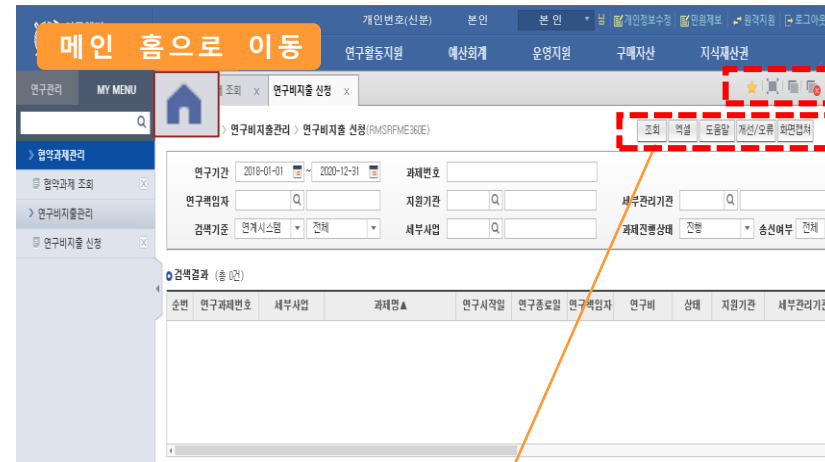 개인번호(신분) 본인 본 인 님 개인정보수정 민원제보 원격지원 로그아웃
메인 홈으로 이동
연구활동지원 예산회계 운영지원 구매자산 지식재산권
연구관리 MY MENU 조회 x 연구비지출 신청 x
> 연구비지출관리 > 연구비지출 신청(RMSRFME360E) 조회 엑셀 도움말 개선/오류 화면캡쳐
> 협약과제관리
협약과제 조회
> 연구비지출관리
연구비지출 신청
연구기간 2018-01-01 ~ 2020-12-31 과제번호
연구책임자 지원기관 세부관리기관
검색기준 연계시스템 전체 세부사업 과제진행상태 진행 송신여부 전체
검색결과 (총 0건)
순번 연구과제번호 세부사업 과제명▲ 연구시작일 연구종료일 연구책임자 연구비 상태 지원기관 세부관리기관